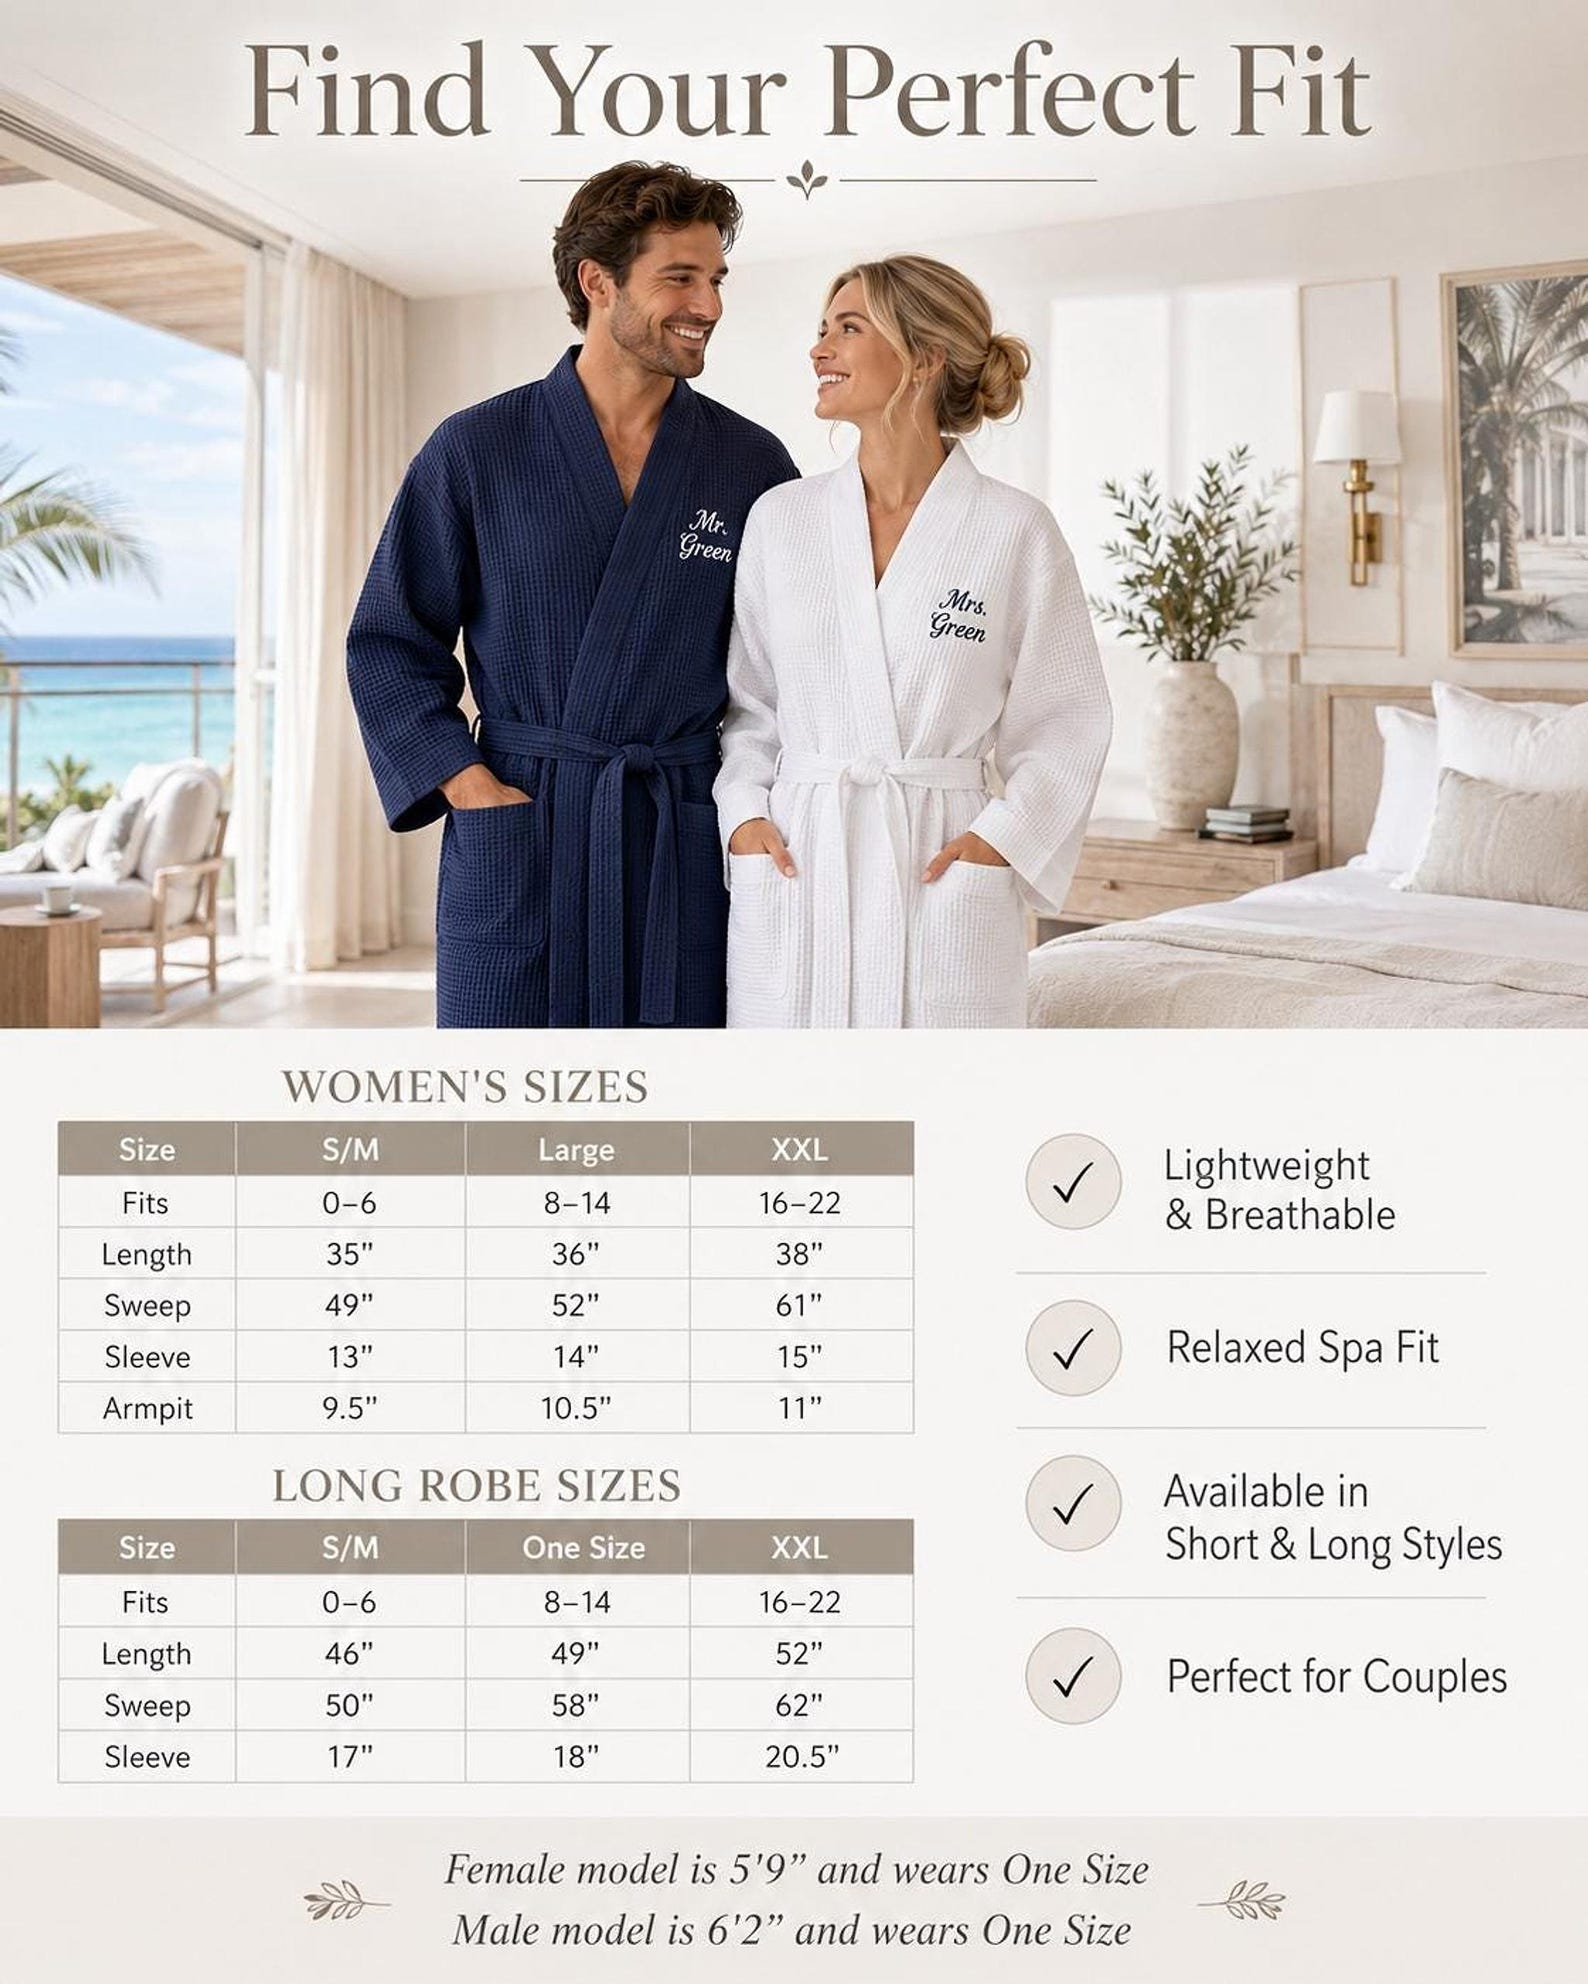 Find Your Perfect Fit
Mr.
Green
Mrs.
Green
WOMEN'S SIZES
Size S/M Large XXL
Fits 0–6 8–14 16–22
Length 35” 36” 38”
Sweep 49” 52” 61”
Sleeve 13” 14” 15”
Armpit 9.5” 10.5” 11”
LONG ROBE SIZES
Size S/M One Size XXL
Fits 0–6 8–14 16–22
Length 46” 49” 52”
Sweep 50” 58” 62”
Sleeve 17” 18” 20.5”
Lightweight
& Breathable
Relaxed Spa Fit
Available in
Short & Long Styles
Perfect for Couples
Female model is 5'9” and wears One Size
Male model is 6'2” and wears One Size